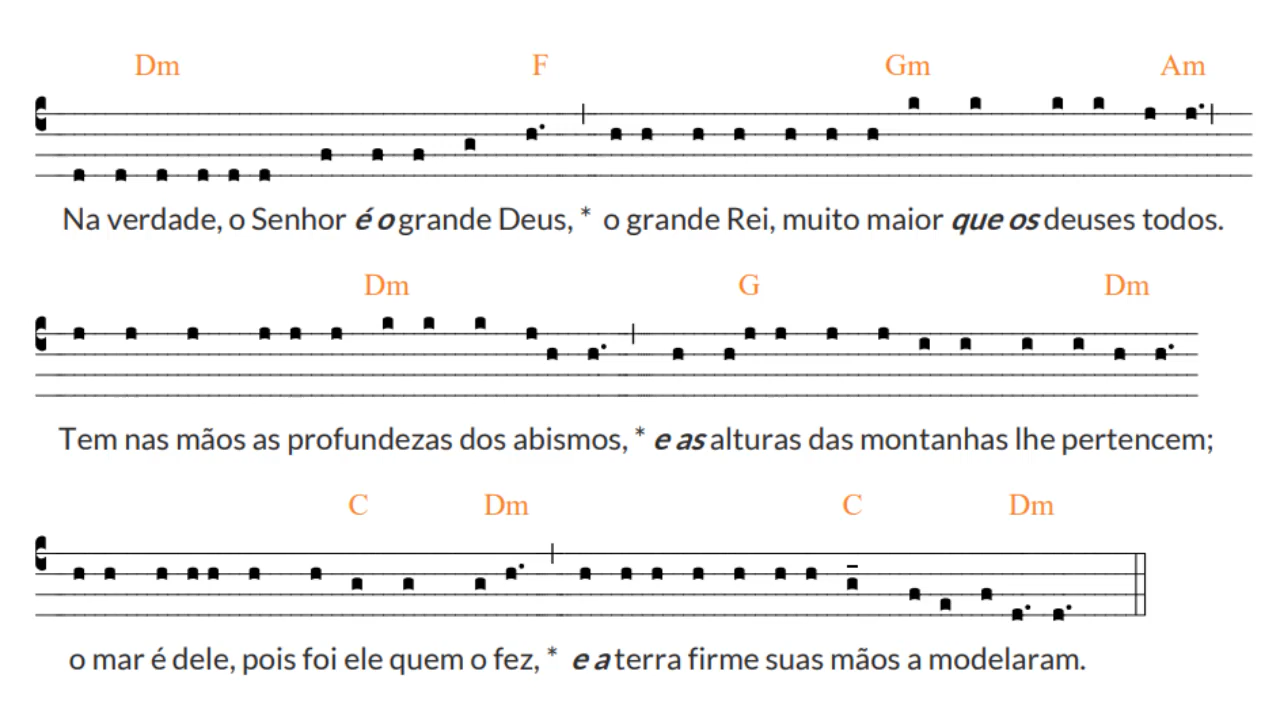 Dm F Gm Am
Na verdade, o Senhor é o grande Deus, * o grande Rei, muito maior que os deuses todos.
Dm G Dm
Tem nas mãos as profundezas dos abismos, * e as alturas das montanhas lhe pertencem;
C Dm C Dm
o mar é dele, pois foi ele quem o fez, * e a terra firme suas mãos a modelaram.